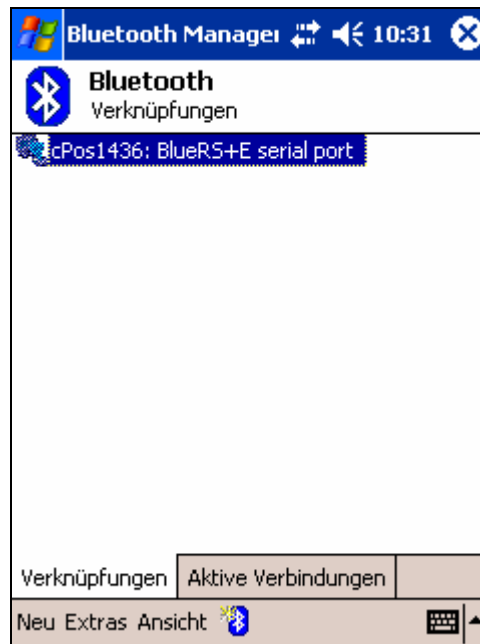 Bluetooth Manager 10:31
Bluetooth
Verknüpfungen
cPos1436: BlueRS+E serial port
Verknüpfungen Aktive Verbindungen
Neu Extras Ansicht